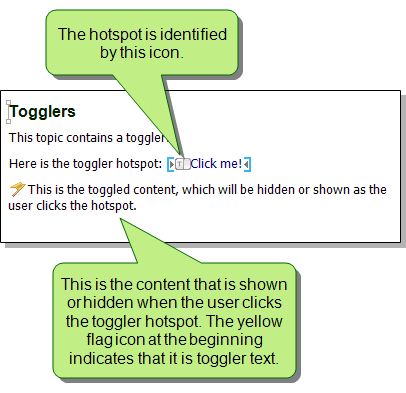 The hotspot is identified
by this icon.
Togglers
This topic contains a toggler
Here is the toggler hotspot: Click me!
This is the toggled content, which will be hidden or shown as the
user clicks the hotspot.
This is the content that is shown
or hidden when the user clicks
the toggler hotspot. The yellow
flag icon at the beginning
indicates that it is toggler text.